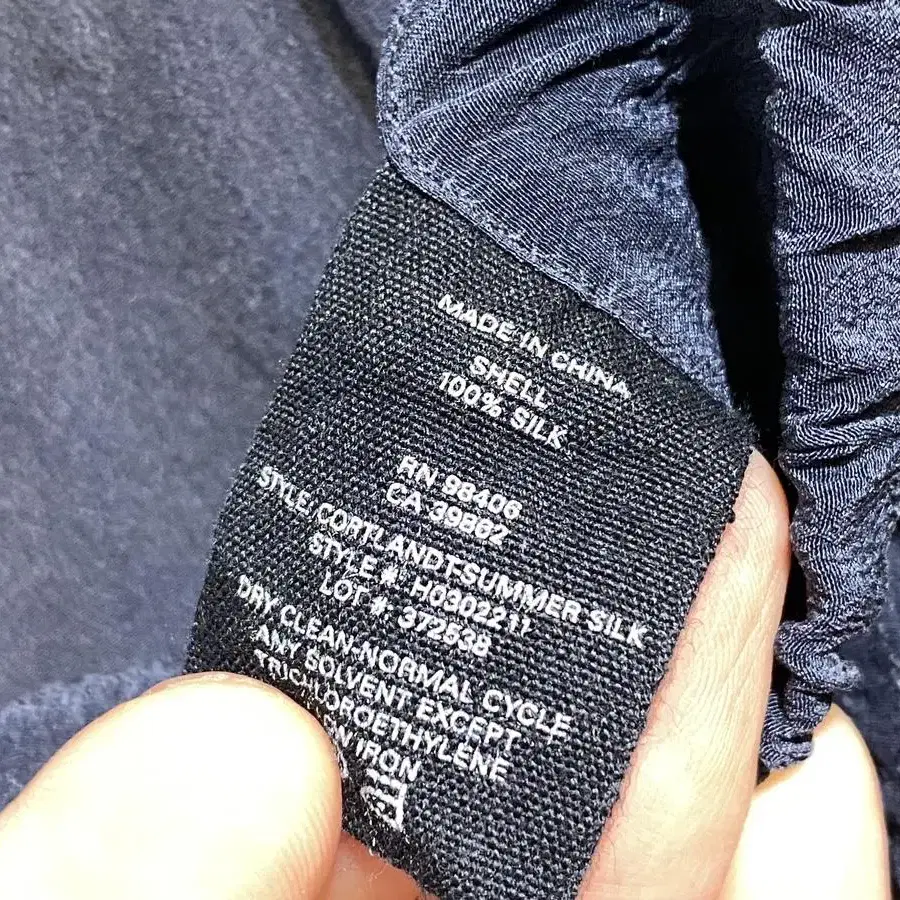 MADE IN CHINA
SHELL
100% SILK
RN 98406
CA 39862
STYLE: CORTLANDT-SUMMER SILK
STYLE#: H0302211
LOT #: 372538
DRY CLEAN-NORMAL CYCLE
ANY SOLVENT EXCEPT
TRICHLOROETHYLENE
IRON